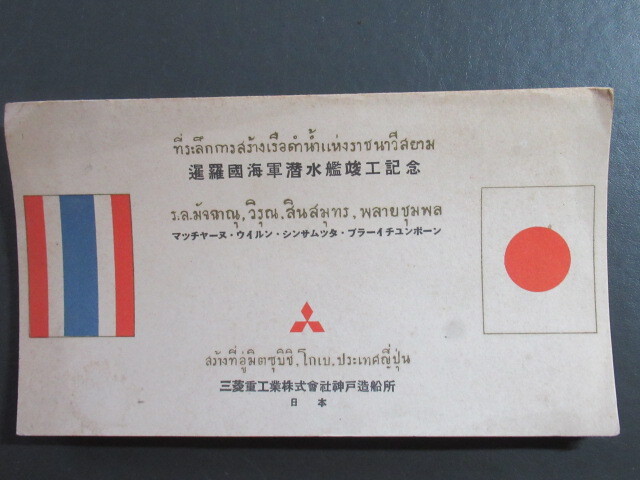 ที่ระลึกการสร้างเรือดำน้ำแห่งราชนาวีสยาม
暹羅國海軍潜水艦竣工記念
ร.ล.มัจฉาณุ, วิรุณ, สินสมุทร, พลายชุมพล
マッチャーヌ・ウイルン・シンサムッタ・プラーイチユンポーン
สร้างที่อู่มิตซุบิชิ, โกเบ, ประเทศญี่ปุ่น
三菱重工業株式會社神戸造船所
日本